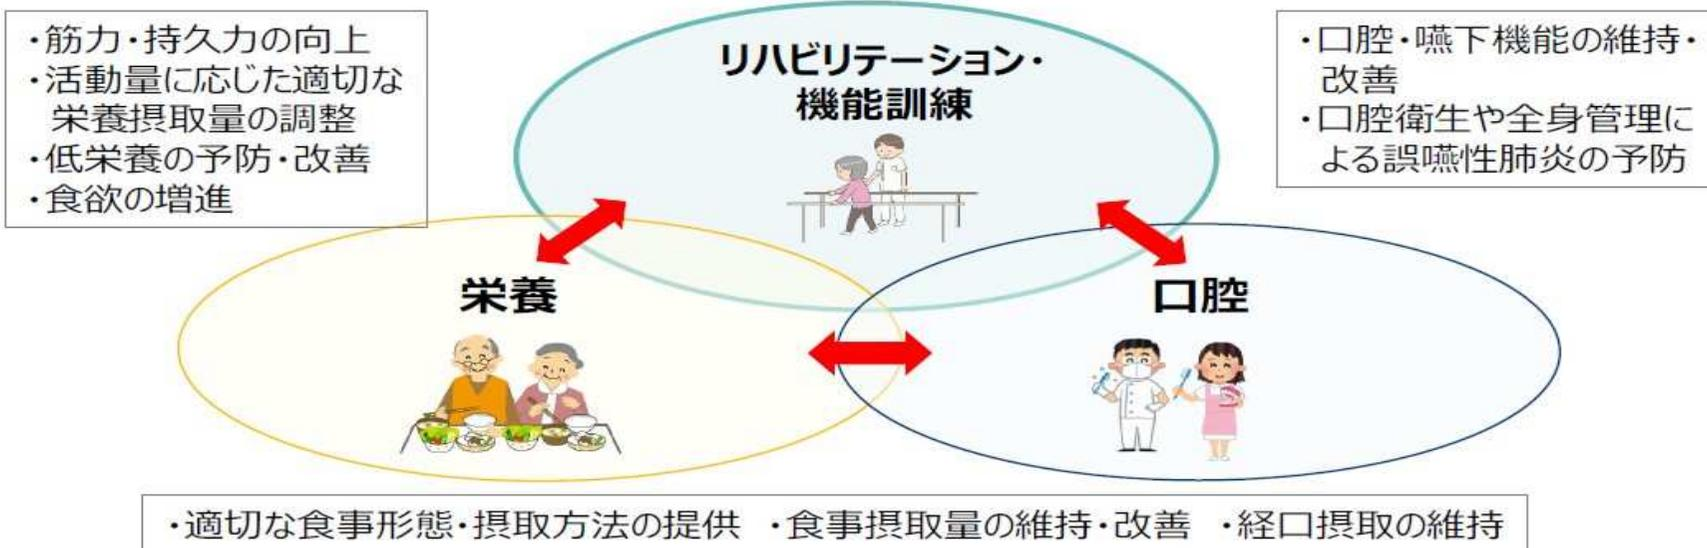 ・筋力・持久力の向上
・活動量に応じた適切な
栄養摂取量の調整
・低栄養の予防・改善
・食欲の増進
リハビリテーション・
機能訓練
・口腔・嚥下機能の維持・
改善
・口腔衛生や全身管理に
よる誤嚥性肺炎の予防
栄養
口腔
・適切な食事形態・摂取方法の提供 ・食事摂取量の維持・改善 ・経口摂取の維持